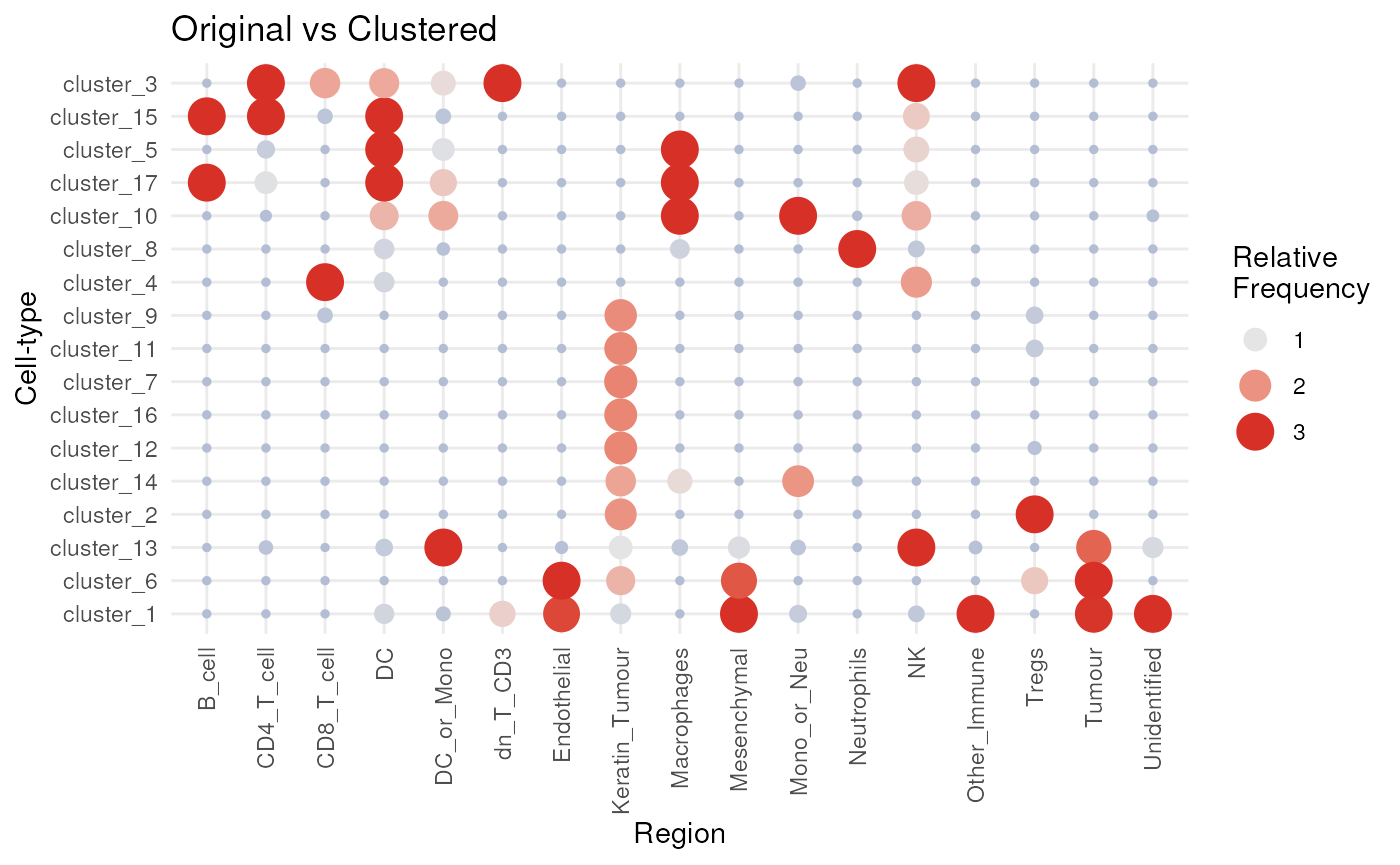 Original vs Clustered
Cell-type
cluster_3
cluster_15
cluster_5
cluster_17
cluster_10
cluster_8
cluster_4
cluster_9
cluster_11
cluster_7
cluster_16
cluster_12
cluster_14
cluster_2
cluster_13
cluster_6
cluster_1
B_cell
CD4_T_cell
CD8_T_cell
DC
DC_or_Mono
dn_T_CD3
Endothelial
Keratin_Tumour
Macrophages
Mesenchymal
Mono_or_Neu
Neutrophils
NK
Other_Immune
Tregs
Tumour
Unidentified
Region
Relative
Frequency
1
2
3